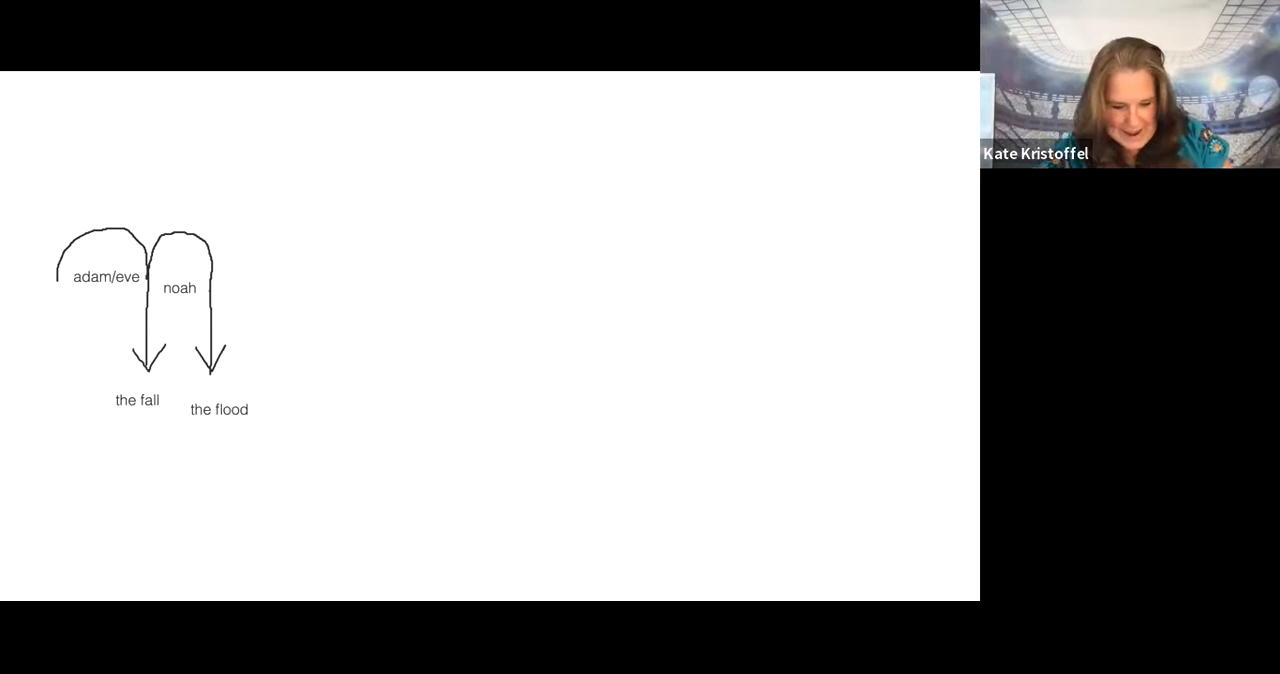 Kate Kristoffel
adam/eve
noah
the fall
the flood